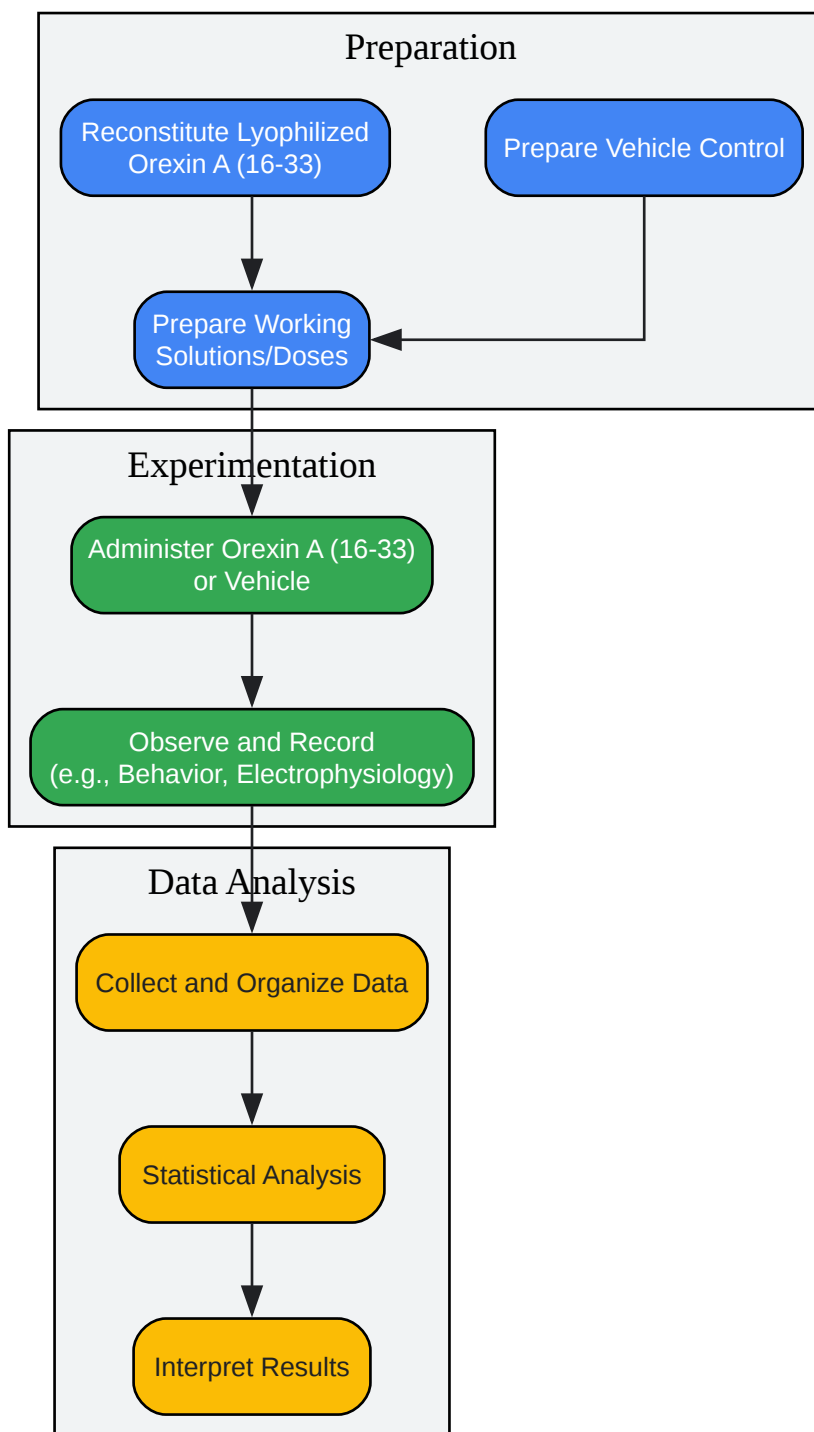 Preparation
Reconstitute Lyophilized
Orexin A (16-33)
Prepare Vehicle Control
Prepare Working
Solutions/Doses
Experimentation
Administer Orexin A (16-33)
or Vehicle
Observe and Record
(e.g., Behavior, Electrophysiology)
Data Analysis
Collect and Organize Data
Statistical Analysis
Interpret Results